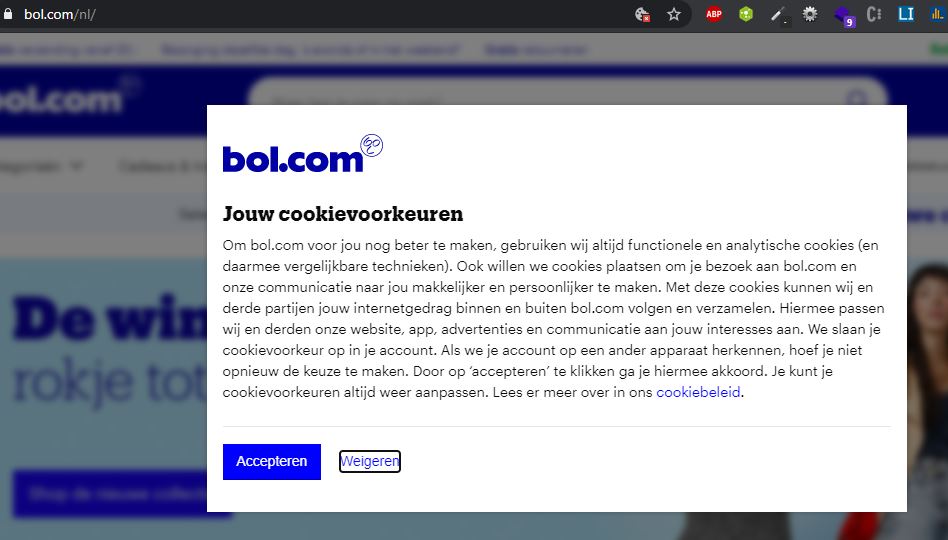 bol.com/nl/
ABP
9
LI
bol.com
bol.com
Jouw cookievoorkeuren
Om bol.com voor jou nog beter te maken, gebruiken wij altijd functionele en analytische cookies (en
daarmee vergelijkbare technieken). Ook willen we cookies plaatsen om je bezoek aan bol.com en
onze communicatie naar jou makkelijker en persoonlijker te maken. Met deze cookies kunnen wij en
derde partijen jouw internetgedrag binnen en buiten bol.com volgen en verzamelen. Hiermee passen
wij en derden onze website, app, advertenties en communicatie aan jouw interesses aan. We slaan je
cookievoorkeur op in je account. Als we je account op een ander apparaat herkennen, hoef je niet
opnieuw de keuze te maken. Door op ‘accepteren’ te klikken ga je hiermee akkoord. Je kunt je
cookievoorkeuren altijd weer aanpassen. Lees er meer over in ons cookiebeleid.
De win
rokje tot
Accepteren
Weigeren
Shop de nieuwe collecti